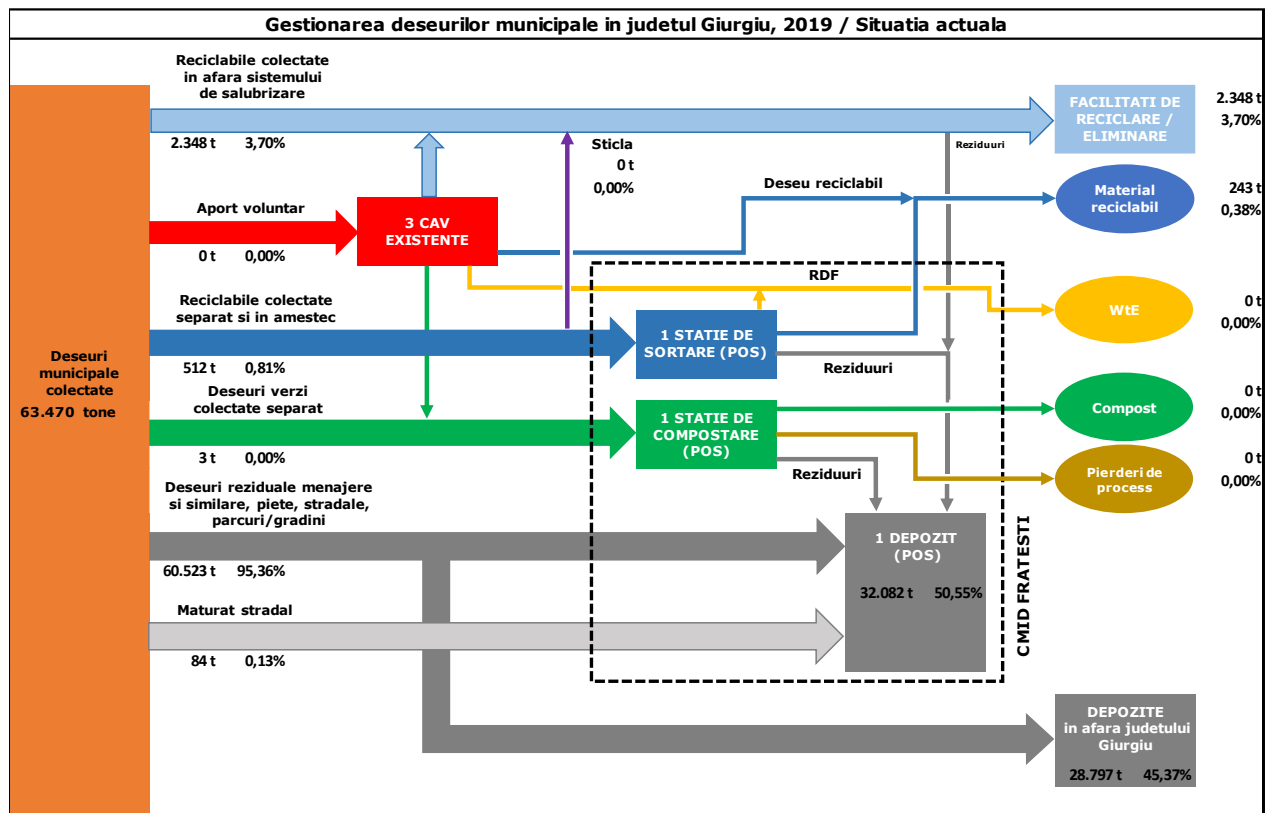 Gestionarea deseurilor municipale in judetul Giurgiu, 2019 / Situatia actuala
Reciclabile colectate
in afara sistemului
de salubrizare
2.348 t 3,70%
FACILITATI DE
RECICLARE /
ELIMINARE
2.348 t
3,70%
Sticla
0 t
0,00%
Reziduuri
Deseu reciclabil
Material
reciclabil
243 t
0,38%
Aport voluntar
0 t 0,00%
3 CAV
EXISTENTE
RDF
Reciclabile colectate
separat si in amestec
512 t 0,81%
1 STATIE DE
SORTARE (POS)
Reziduuri
WtE
0 t
0,00%
Deseuri
municipale
colectate
63.470 tone
Deseuri verzi
colectate separat
3 t 0,00%
1 STATIE DE
COMPOSTARE
(POS)
Reziduuri
Compost
0 t
0,00%
Pierderi de
process
0 t
0,00%
Deseuri reziduale menajere
si similare, piete, stradale,
parcuri/gradini
60.523 t 95,36%
1 DEPOZIT
(POS)
32.082 t 50,55%
CMID FRATESTI
Maturat stradal
84 t 0,13%
DEPOZITE
in afara judetului
Giurgiu
28.797 t 45,37%